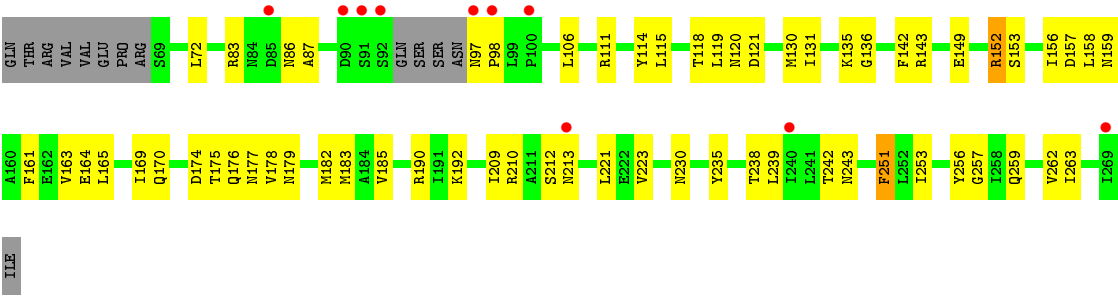 GLN THR ARG VAL VAL GLU PRO ARG S69 L72 R83 N84 D85 N86 A87 D90 S91 S92 GLN SER SER ASN N97 P98 L99 P100 L106 R111 Y114 L115 T118 L119 N120 D121 M130 I131 K135 G136 F142 R143 E149 R152 S153 I156 D157 L158 N159
A160 F161 E162 V163 E164 L165 I169 Q170 D174 T175 Q176 N177 V178 N179 M182 M183 A184 V185 R190 I191 K192 I209 R210 A211 S212 N213 L221 E222 V223 N230 Y235 T238 L239 I240 L241 T242 N243 F251 L252 I253 Y256 G257 I258 Q259 V262 I263 I269
ILE